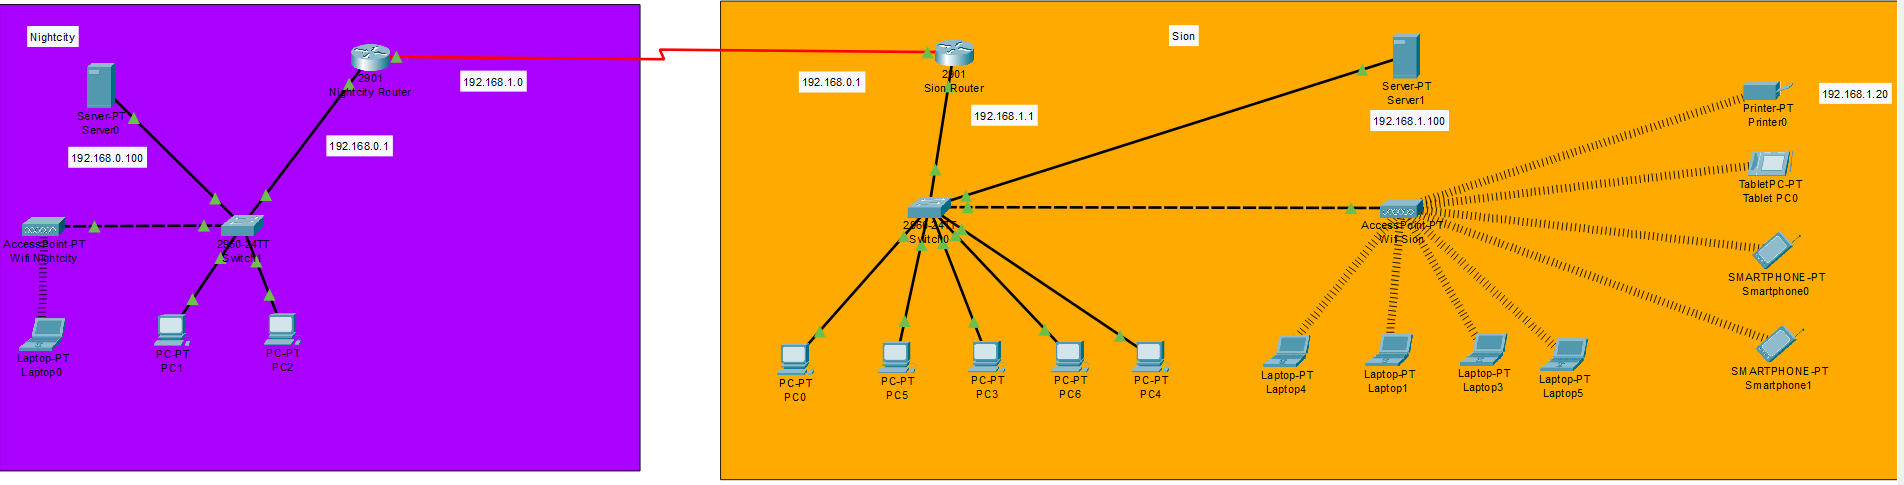 Nightcity
Server-PT
Server0
192.168.0.100
2901
Nightcity Router
192.168.1.0
192.168.0.1
AccessPoint-PT
Wifi Nightcity
2960-24TT
Switch1
Laptop-PT
Laptop0
PC-PT
PC1
PC-PT
PC2
Sion
192.168.0.1
2901
Sion Router
192.168.1.1
Server-PT
Server1
192.168.1.100
Printer-PT
Printer0
192.168.1.20
TabletPC-PT
Tablet PC0
2960-24TT
Switch0
AccessPoint-PT
Wifi Sion
SMARTPHONE-PT
Smartphone0
SMARTPHONE-PT
Smartphone1
PC-PT
PC0
PC-PT
PC5
PC-PT
PC3
PC-PT
PC6
PC-PT
PC4
Laptop-PT
Laptop4
Laptop-PT
Laptop1
Laptop-PT
Laptop3
Laptop-PT
Laptop5